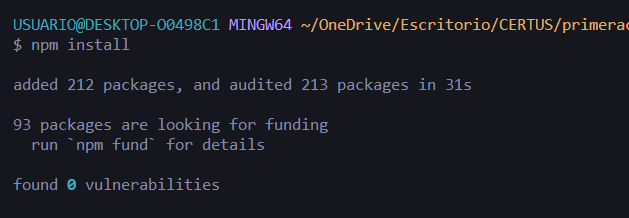 USUARIO@DESKTOP-O0498C1 MINGW64 ~/OneDrive/Escritorio/CERTUS/primerac
$ npm install
added 212 packages, and audited 213 packages in 31s
93 packages are looking for funding
run `npm fund` for details
found 0 vulnerabilities